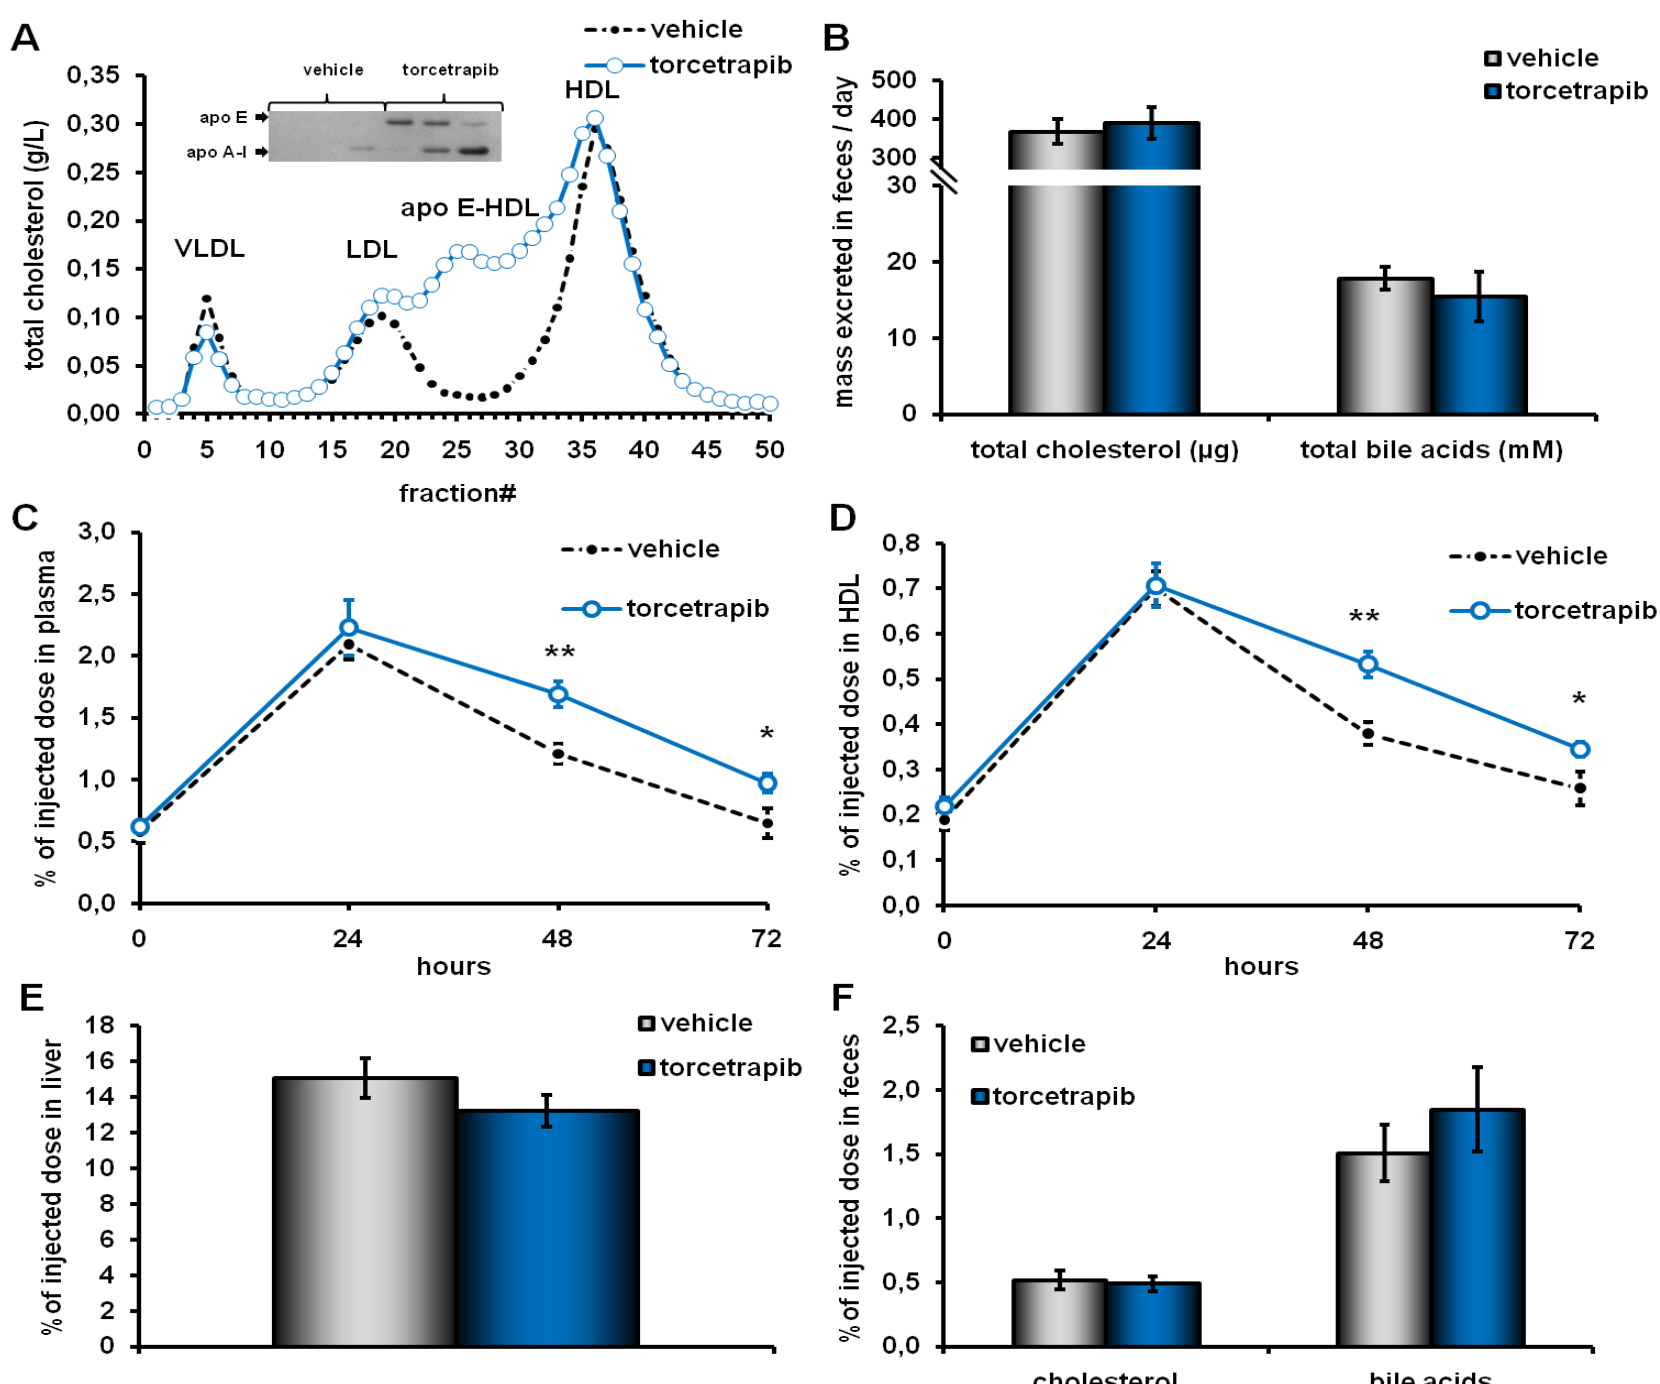 A
vehicle
torcetrapib
vehicle torcetrapib
apo E
apo A-I
HDL
apo E-HDL
VLDL
LDL
total cholesterol (g/L)
0,35
0,30
0,25
0,20
0,15
0,10
0,05
0,00
0 5 10 15 20 25 30 35 40 45 50
fraction#
B
vehicle
torcetrapib
mass excreted in feces / day
500
400
300
30
20
10
0
total cholesterol (µg) total bile acids (mM)
C
vehicle
torcetrapib
% of injected dose in plasma
3,0
2,5
2,0
1,5
1,0
0,5
0,0
**
*
0 24 48 72
hours
D
vehicle
torcetrapib
% of injected dose in HDL
0,8
0,7
0,6
0,5
0,4
0,3
0,2
0,1
0,0
**
*
0 24 48 72
hours
E
vehicle
torcetrapib
% of injected dose in liver
18
16
14
12
10
8
6
4
2
0
F
vehicle
torcetrapib
% of injected dose in feces
2,5
2,0
1,5
1,0
0,5
0,0
cholesterol bile acids